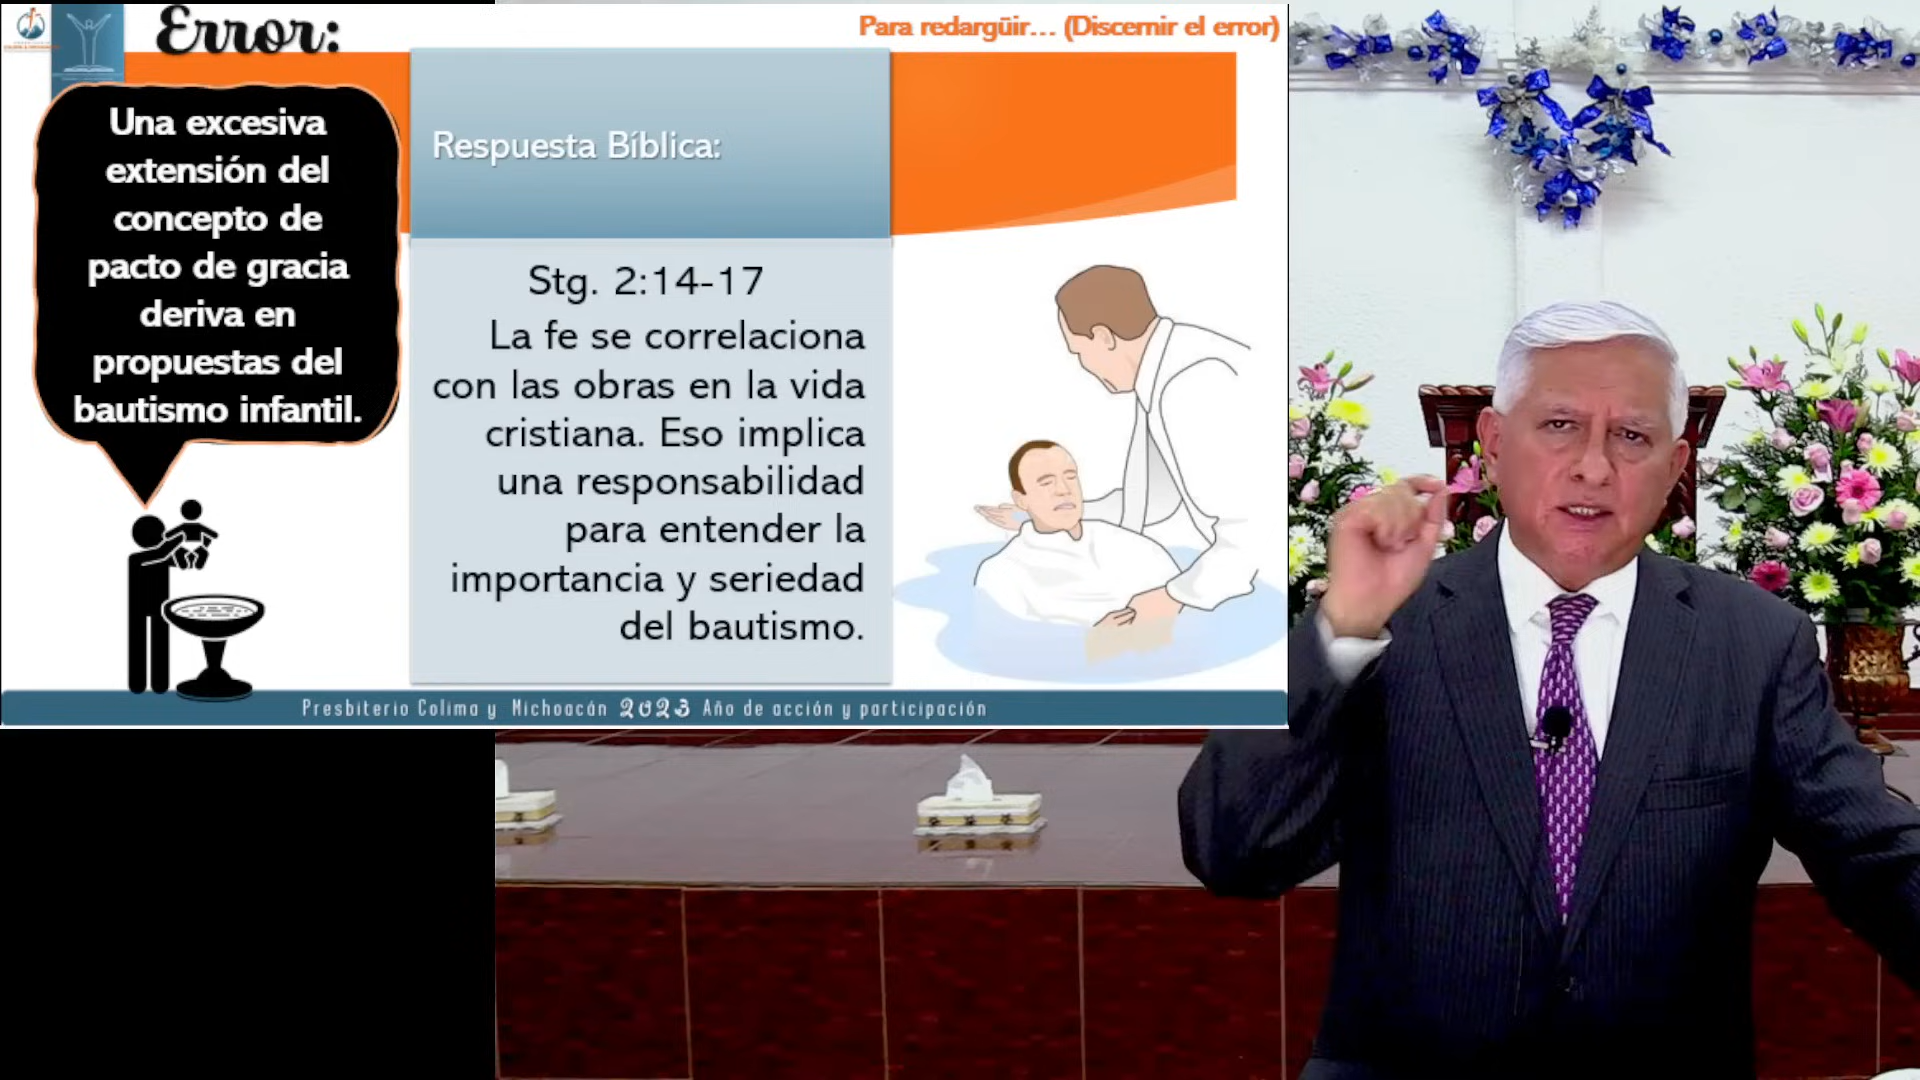 Error:
Para redargüir... (Discernir el error)
Una excesiva
extensión del
concepto de
pacto de gracia
deriva en
propuestas del
bautismo infantil.
Respuesta Bíblica:
Stg. 2:14-17
La fe se correlaciona
con las obras en la vida
cristiana. Eso implica
una responsabilidad
para entender la
importancia y seriedad
del bautismo.
Presbiterio Colima y Michoacán 2023 Año de acción y participación